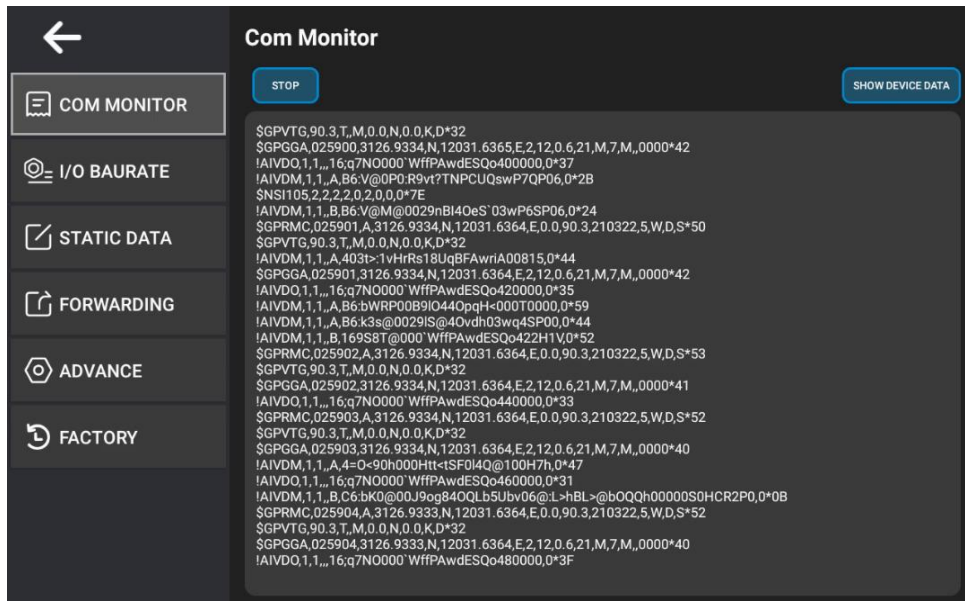 Com Monitor
STOP
SHOW DEVICE DATA
COM MONITOR
I/O BAURATE
STATIC DATA
FORWARDING
ADVANCE
FACTORY
$GPVTG,90.3,T,,M,0.0,N,0.0,K,D*32
$GPGGA,025900,3126.9334,N,12031.6365,E,2,12,0.6,21,M,7,M,,0000*42
!AIVDO,1,1,,,16;q7NO000`WffPAwdESQo400000,0*37
!AIVDM,1,1,,A,B6:V@0P0:R9vt?TNPCUQswP7QP06,0*2B
$NSI105,2,2,2,2,0,2,0,0,0*7E
!AIVDM,1,1,,B,B6:V@M@0029nBI4OeS`03wP6SP06,0*24
$GPRMC,025901,A,3126.9334,N,12031.6364,E,0.0,90.3,210322,5,W,D,S*50
$GPVTG,90.3,T,,M,0.0,N,0.0,K,D*32
!AIVDM,1,1,,A,403t>:1vHrRs18UqBFAwriA00815,0*44
$GPGGA,025901,3126.9334,N,12031.6364,E,2,12,0.6,21,M,7,M,,0000*42
!AIVDO,1,1,,,16;q7NO000`WffPAwdESQo420000,0*35
!AIVDM,1,1,,A,B6:bWRP00B9lO44OpqH<000T0000,0*59
!AIVDM,1,1,,A,B6:k3s@0029lS@4Ovdh03wq4SP00,0*44
!AIVDM,1,1,,B,169S8T@000`WffPAwdESQo422H1V,0*52
$GPRMC,025902,A,3126.9334,N,12031.6364,E,0.0,90.3,210322,5,W,D,S*53
$GPVTG,90.3,T,,M,0.0,N,0.0,K,D*32
$GPGGA,025902,3126.9334,N,12031.6364,E,2,12,0.6,21,M,7,M,,0000*41
!AIVDO,1,1,,,16;q7NO000`WffPAwdESQo440000,0*33
$GPRMC,025903,A,3126.9334,N,12031.6364,E,0.0,90.3,210322,5,W,D,S*52
$GPVTG,90.3,T,,M,0.0,N,0.0,K,D*32
$GPGGA,025903,3126.9334,N,12031.6364,E,2,12,0.6,21,M,7,M,,0000*40
!AIVDM,1,1,,A,4=O<90h000Htt<tSF0l4Q@100H7h,0*47
!AIVDO,1,1,,,16;q7NO000`WffPAwdESQo460000,0*31
!AIVDM,1,1,,B,C6:bK0@00J9og84OQLb5Ubv06@:L>hBL>@bOQQh00000S0HCR2P0,0*0B
$GPRMC,025904,A,3126.9333,N,12031.6364,E,0.0,90.3,210322,5,W,D,S*52
$GPVTG,90.3,T,,M,0.0,N,0.0,K,D*32
$GPGGA,025904,3126.9333,N,12031.6364,E,2,12,0.6,21,M,7,M,,0000*40
!AIVDO,1,1,,,16;q7NO000`WffPAwdESQo480000,0*3F